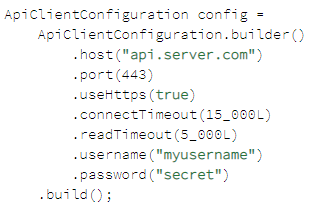 ApiClientConfiguration config =
    ApiClientConfiguration.builder()
        .host("api.server.com")
        .port(443)
        .useHttps(true)
        .connectTimeout(15_000L)
        .readTimeout(5_000L)
        .username("myusername")
        .password("secret")
    .build();